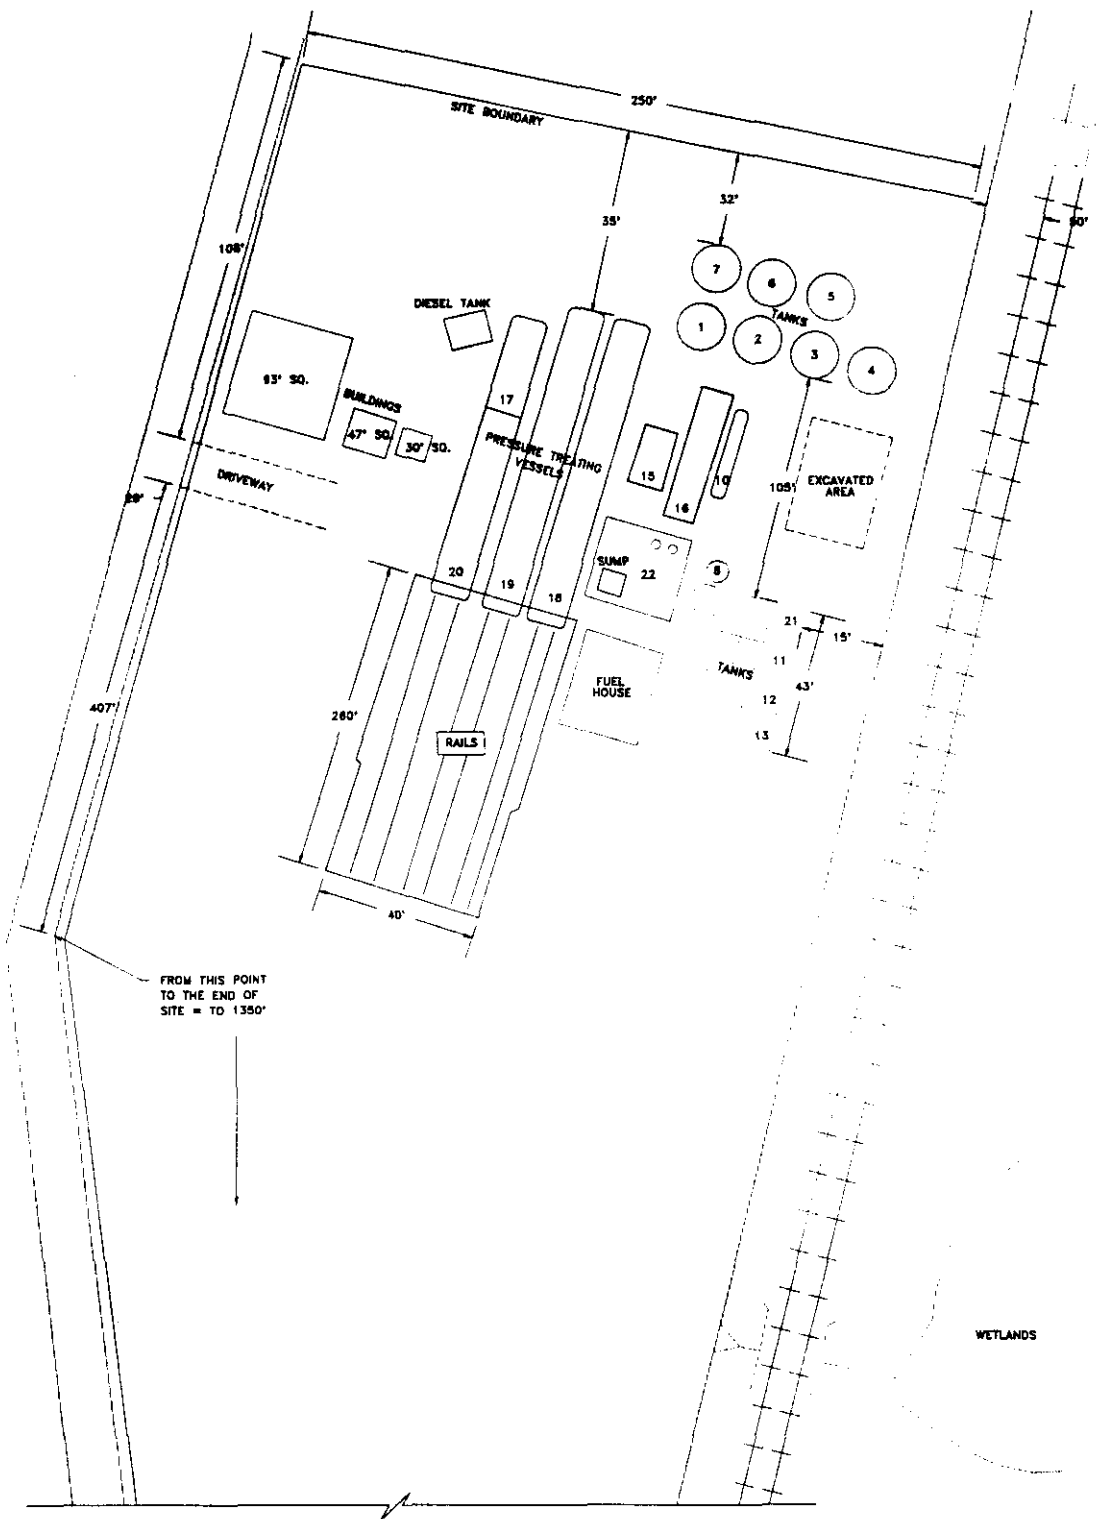 250'
SITE BOUNDARY
32'
35'
108'
7
6
5
TANKS
1
2
3
4
DIESEL TANK
93' SQ.
BUILDINGS
47' SQ.
30' SQ.
17
PRESSURE TREATING
VESSELS
15
16
10
105'
EXCAVATED
AREA
DRIVEWAY
SUMP
22
8
20
19
18
21
15'
11
TANKS
43'
12
13
FUEL
HOUSE
407'
260'
RAILS
40'
FROM THIS POINT
TO THE END OF
SITE = TO 1350'
WETLANDS